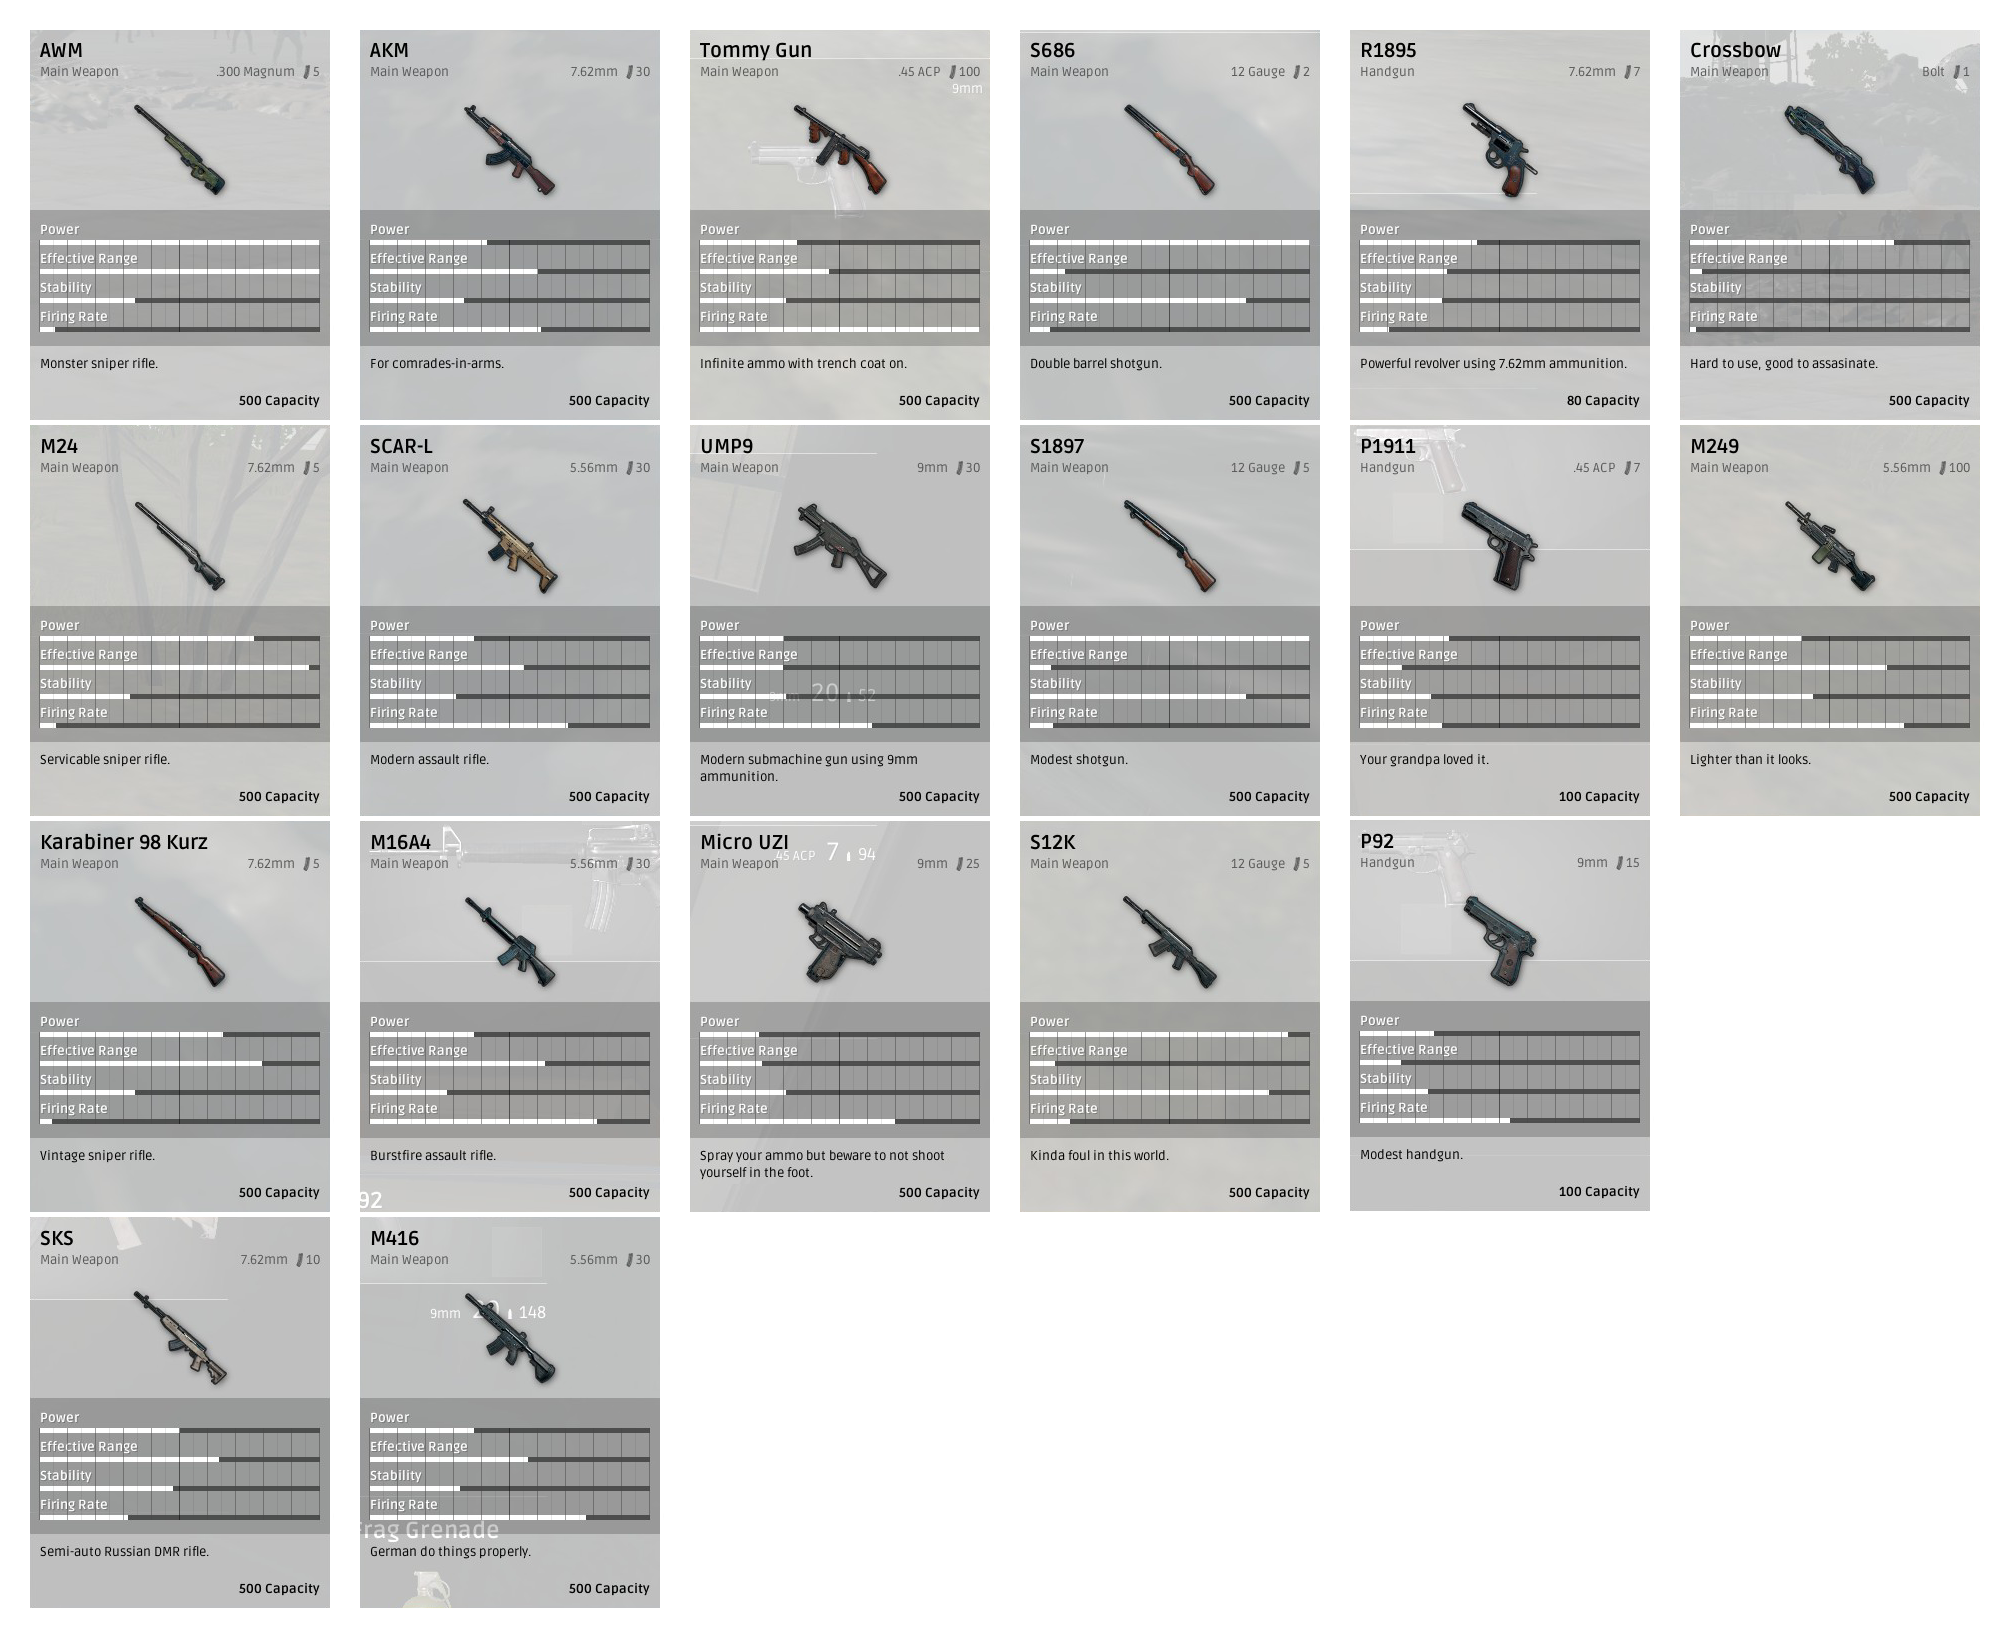 AWM
Main Weapon .300 Magnum 5
Power
Effective Range
Stability
Firing Rate
Monster sniper rifle.
500 Capacity
AKM
Main Weapon 7.62mm 30
Power
Effective Range
Stability
Firing Rate
For comrades-in-arms.
500 Capacity
Tommy Gun
Main Weapon .45 ACP 100
9mm
Power
Effective Range
Stability
Firing Rate
Infinite ammo with trench coat on.
500 Capacity
S686
Main Weapon 12 Gauge 2
Power
Effective Range
Stability
Firing Rate
Double barrel shotgun.
500 Capacity
R1895
Handgun 7.62mm 7
Power
Effective Range
Stability
Firing Rate
Powerful revolver using 7.62mm ammunition.
80 Capacity
Crossbow
Main Weapon Bolt 1
Power
Effective Range
Stability
Firing Rate
Hard to use, good to assasinate.
500 Capacity
M24
Main Weapon 7.62mm 5
Power
Effective Range
Stability
Firing Rate
Servicable sniper rifle.
500 Capacity
SCAR-L
Main Weapon 5.56mm 30
Power
Effective Range
Stability
Firing Rate
Modern assault rifle.
500 Capacity
UMP9
Main Weapon 9mm 30
Power
Effective Range
Stability
9mm 20 52
Firing Rate
Modern submachine gun using 9mm
ammunition.
500 Capacity
S1897
Main Weapon 12 Gauge 5
Power
Effective Range
Stability
Firing Rate
Modest shotgun.
500 Capacity
P1911
Handgun .45 ACP 7
Power
Effective Range
Stability
Firing Rate
Your grandpa loved it.
100 Capacity
M249
Main Weapon 5.56mm 100
Power
Effective Range
Stability
Firing Rate
Lighter than it looks.
500 Capacity
Karabiner 98 Kurz
Main Weapon 7.62mm 5
Power
Effective Range
Stability
Firing Rate
Vintage sniper rifle.
500 Capacity
M16A4
Main Weapon 5.56mm 30
Power
Effective Range
Stability
Firing Rate
Burstfire assault rifle.
500 Capacity
92
Micro UZI
45 ACP 7 94
Main Weapon 9mm 25
Power
Effective Range
Stability
Firing Rate
Spray your ammo but beware to not shoot
yourself in the foot.
500 Capacity
S12K
Main Weapon 12 Gauge 5
Power
Effective Range
Stability
Firing Rate
Kinda foul in this world.
500 Capacity
P92
Handgun 9mm 15
Power
Effective Range
Stability
Firing Rate
Modest handgun.
100 Capacity
SKS
Main Weapon 7.62mm 10
Power
Effective Range
Stability
Firing Rate
Semi-auto Russian DMR rifle.
500 Capacity
M416
Main Weapon 5.56mm 30
9mm 148
Power
Effective Range
Stability
Firing Rate
Frag Grenade
German do things properly.
500 Capacity